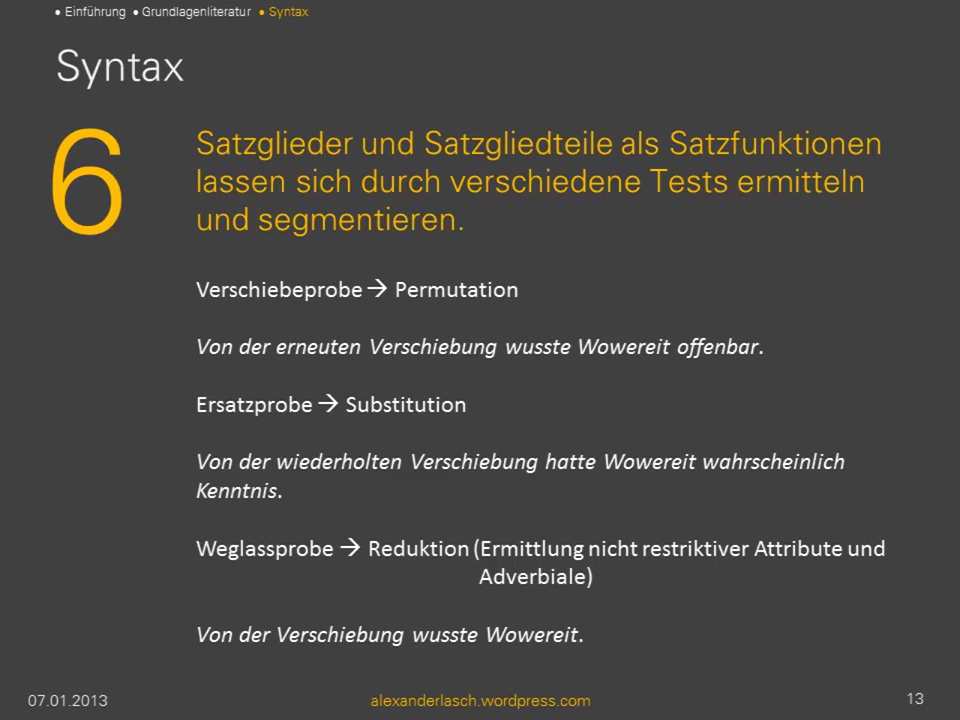 • Einführung • Grundlagenliteratur • Syntax
Syntax
6
Satzglieder und Satzgliedteile als Satzfunktionen
lassen sich durch verschiedene Tests ermitteln
und segmentieren.
Verschiebeprobe → Permutation
Von der erneuten Verschiebung wusste Wowereit offenbar.
Ersatzprobe → Substitution
Von der wiederholten Verschiebung hatte Wowereit wahrscheinlich
Kenntnis.
Weglassprobe → Reduktion (Ermittlung nicht restriktiver Attribute und
Adverbiale)
Von der Verschiebung wusste Wowereit.
07.01.2013
alexanderlasch.wordpress.com
13